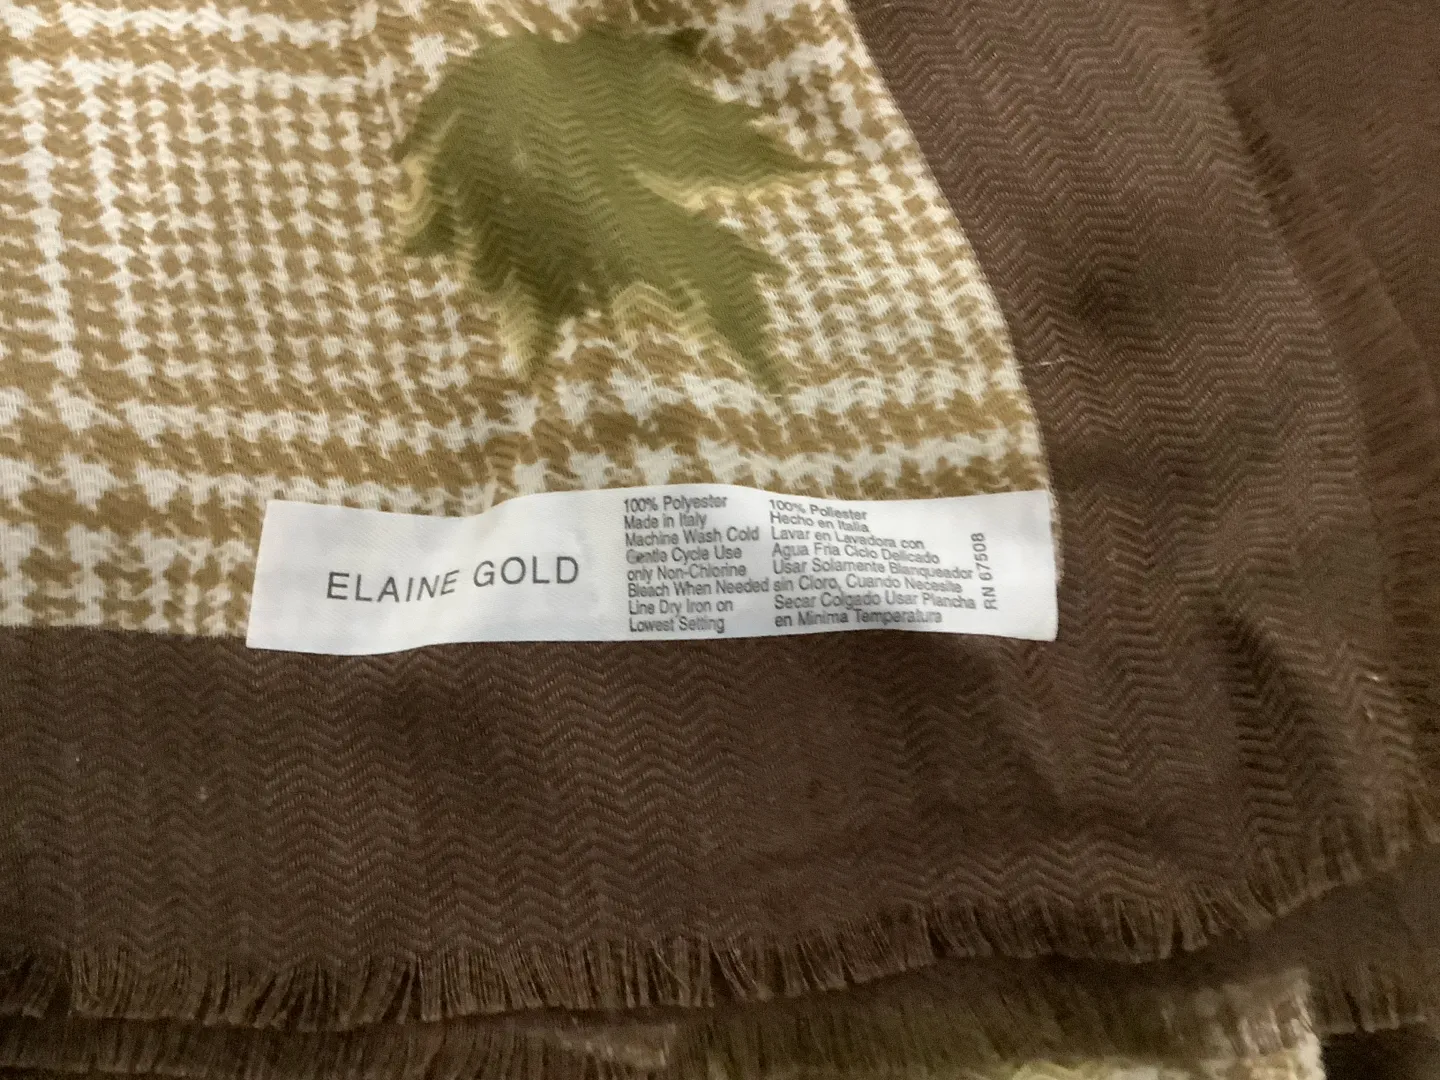 ELAINE GOLD
100% Polyester
Made in Italy
Machine Wash Cold
Gentle Cycle Use
only Non-Chlorine
Bleach When Needed
Line Dry Iron on
Lowest Setting
100% Poliester
Hecho en Italia
Lavar en Lavadora con
Agua Fria Ciclo Delicado
Usar Solamente Blanqueador
sin Cloro, Cuando Necesite
Secar Colgado Usar Plancha
en Minima Temperatura
RN 67508